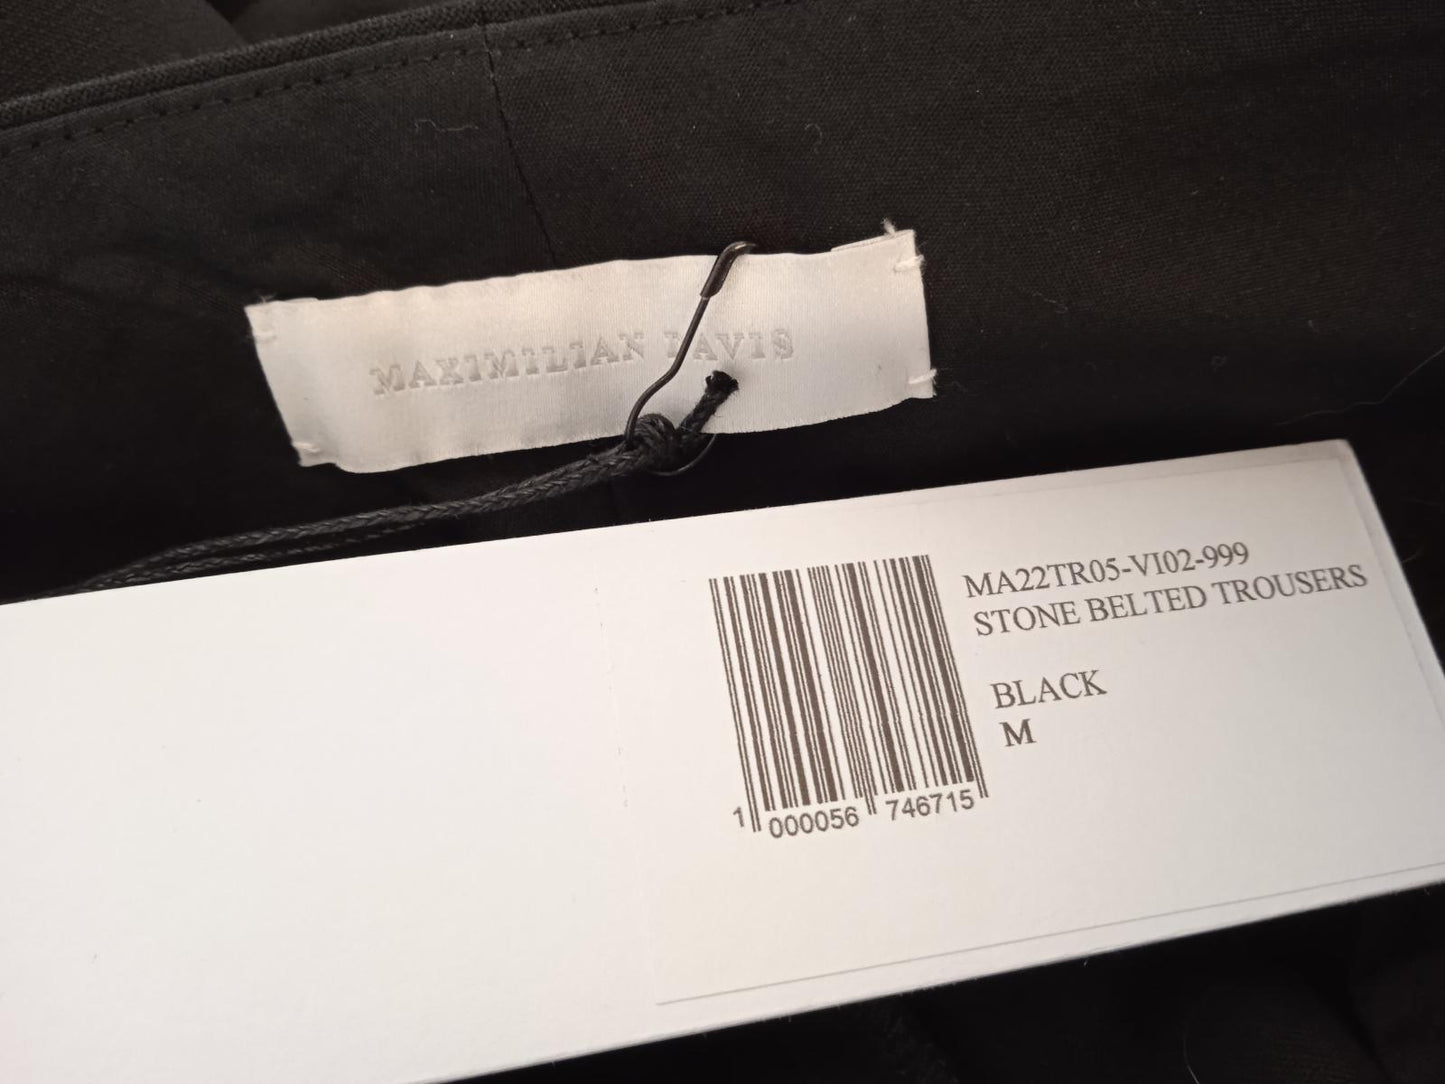 MAXIMILIAN DAVIS
MA22TR05-VI02-999
STONE BELTED TROUSERS
BLACK
M
1 000056 746715